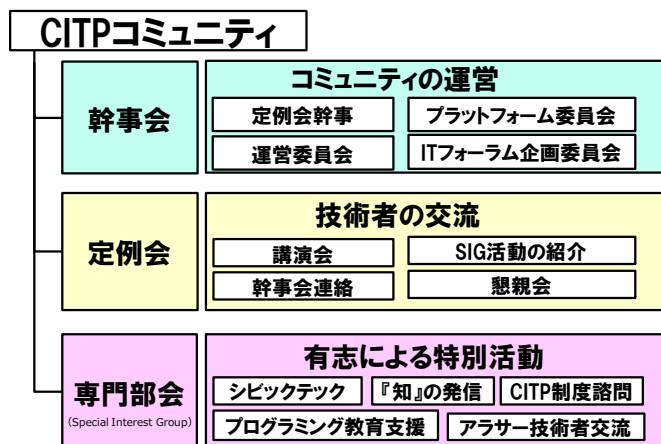 CITPコミュニティ
幹事会
コミュニティの運営
定例会幹事
プラットフォーム委員会
運営委員会
ITフォーラム企画委員会
定例会
技術者の交流
講演会
SIG活動の紹介
幹事会連絡
懇親会
専門部会
(Special Interest Group)
有志による特別活動
シビックテック
『知』の発信
CITP制度諮問
プログラミング教育支援
アラサー技術者交流